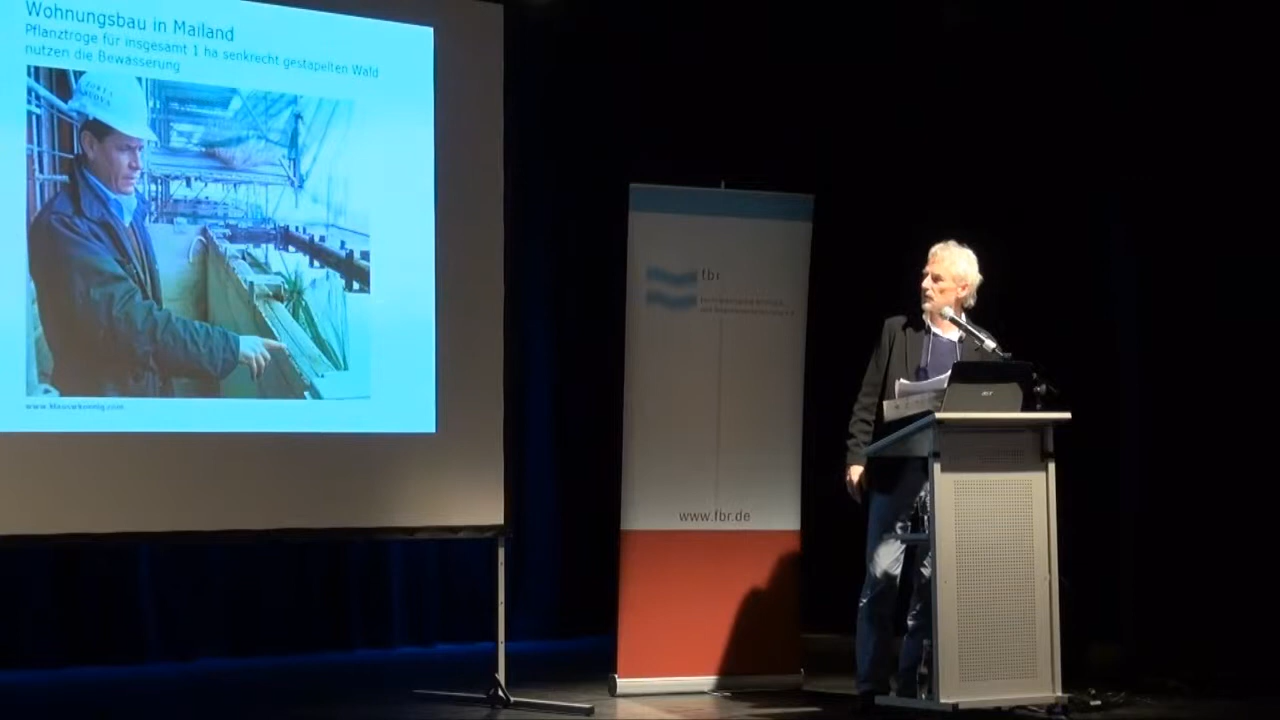 Wohnungsbau in Mailand
Pflanztröge für insgesamt 1 ha senkrecht gestapelten Wald
nutzen die Bewässerung
fbr
www.fbr.de
acer